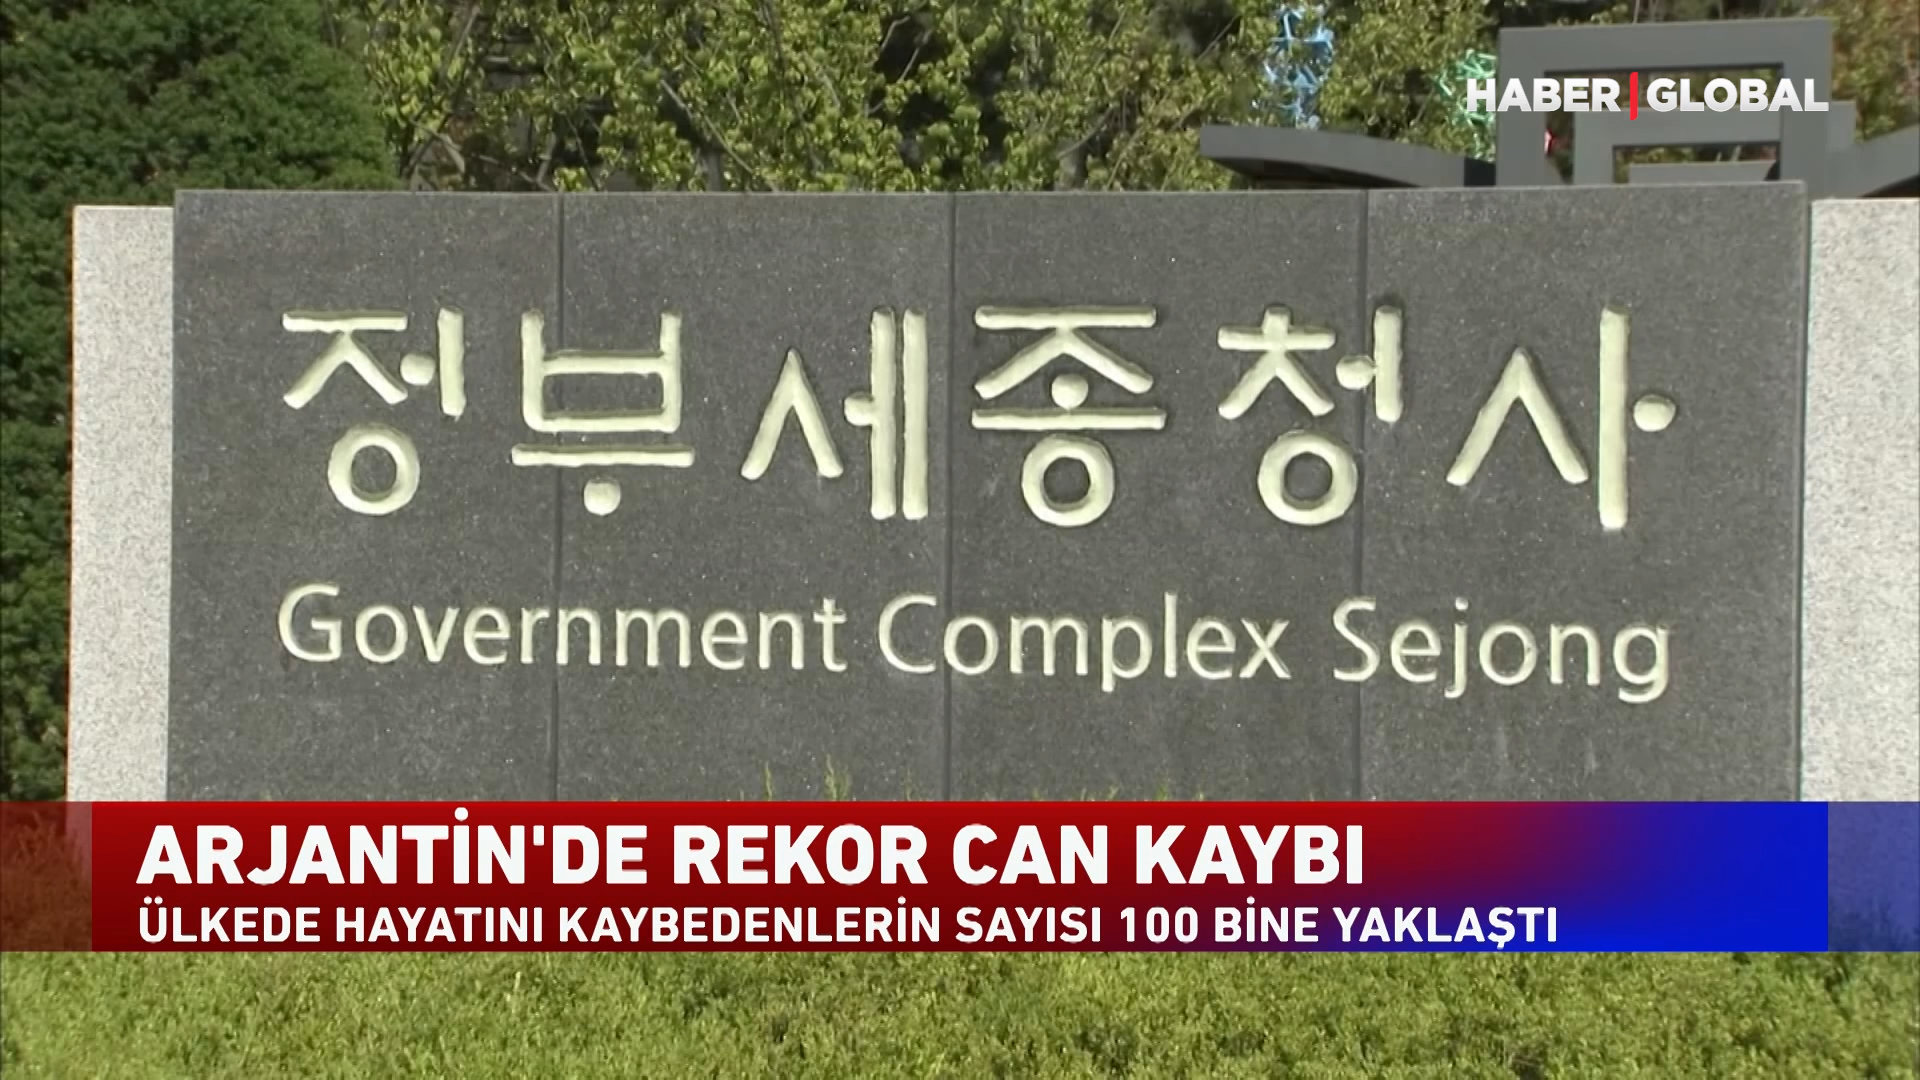 HABER GLOBAL
정부세종청사
Government Complex Sejong
ARJANTİN'DE REKOR CAN KAYBI
ÜLKEDE HAYATINI KAYBEDENLERİN SAYISI 100 BİNE YAKLAŞTI